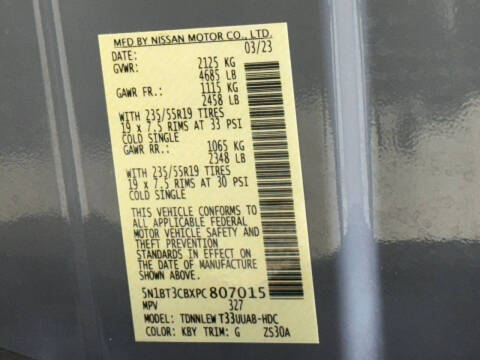 MFD BY NISSAN MOTOR CO., LTD.
DATE: 03/23
GVWR: 2125 KG
4685 LB
GAWR FR.: 1115 KG
2458 LB
WITH 235/55R19 TIRES
19 x 7.5 RIMS AT 33 PSI
COLD SINGLE
GAWR RR.: 1065 KG
2348 LB
WITH 235/55R19 TIRES
19 x 7.5 RIMS AT 30 PSI
COLD SINGLE
THIS VEHICLE CONFORMS TO
ALL APPLICABLE FEDERAL
MOTOR VEHICLE SAFETY AND
THEFT PREVENTION
STANDARDS IN EFFECT ON THE
DATE OF MANUFACTURE SHOWN
ABOVE.
5N1BT3CBXPC807015
MPV 327
MODEL: TDNNLEW T33UUAB-HDC
COLOR: KBY TRIM: G ZS30A